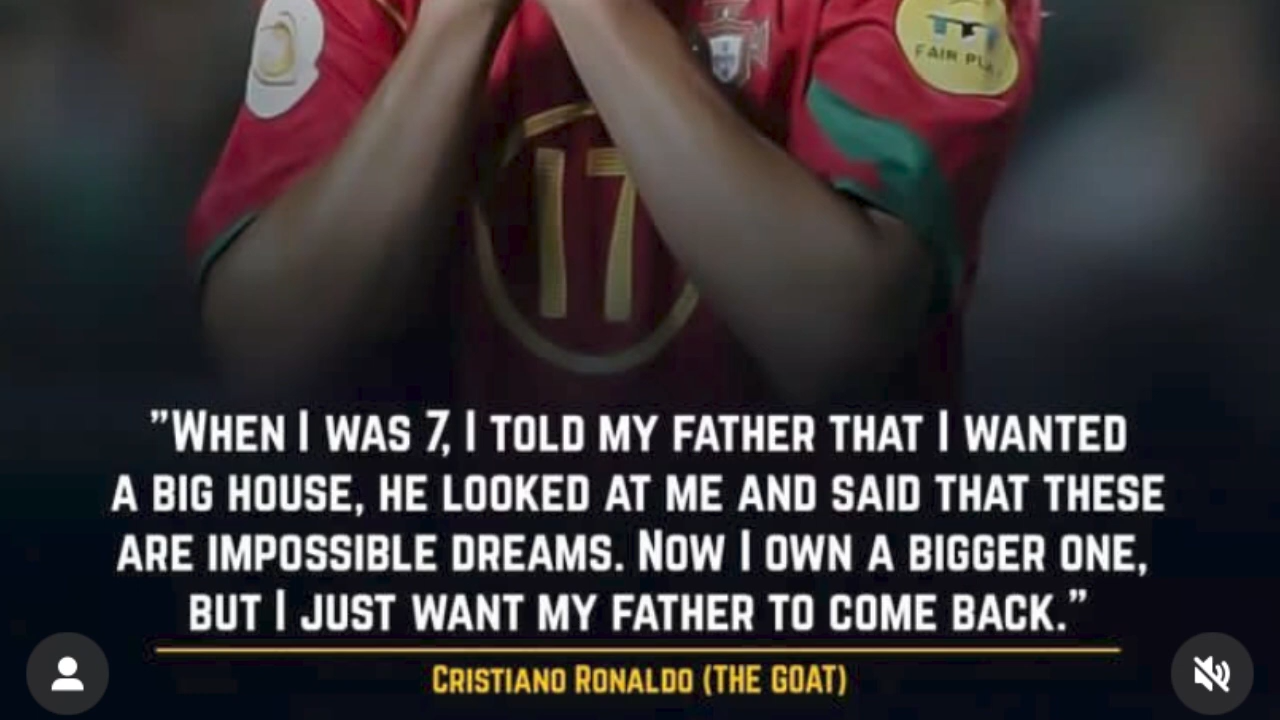 FAIR PLA
17
"WHEN I WAS 7, I TOLD MY FATHER THAT I WANTED
A BIG HOUSE, HE LOOKED AT ME AND SAID THAT THESE
ARE IMPOSSIBLE DREAMS. NOW I OWN A BIGGER ONE,
BUT I JUST WANT MY FATHER TO COME BACK."
CRISTIANO RONALDO (THE GOAT)